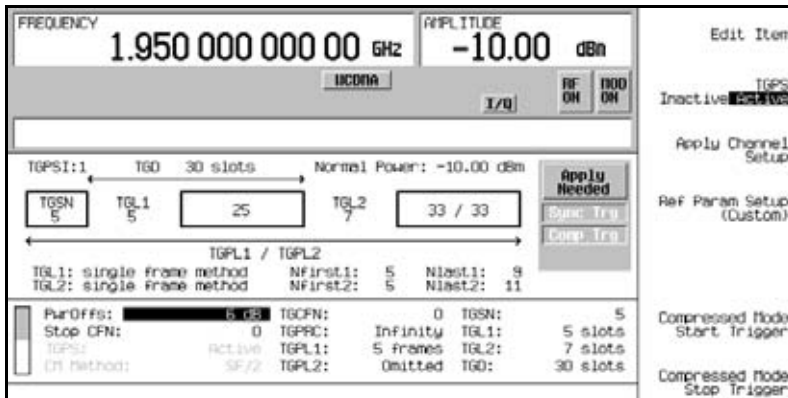 FREQUENCY
1.950 000 000 00 GHz
AMPLITUDE
-10.00 dBm
WCDMA
I/Q
RF ON
MOD ON
TGPSI:1 TGD 30 slots Normal Power: -10.00 dBm
Apply Needed
Sync Trg
Comp Trg
TGSN 5
TGL1 5
25
TGL2 7
33 / 33
TGPL1 / TGPL2
TGL1: single frame method Nfirst1: 5 Nlast1: 9
TGL2: single frame method Nfirst2: 5 Nlast2: 11
PwrOffs: 6 dB TGCFN: 0 TGSN: 5
Stop CFN: 0 TGPRC: Infinity TGL1: 5 slots
TGPS: Active TGPL1: 5 frames TGL2: 7 slots
CM Method: SF/2 TGPL2: Omitted TGD: 30 slots
Edit Item
TGPS
Inactive Active
Apply Channel
Setup
Ref Param Setup
(Custom)
Compressed Mode
Start Trigger
Compressed Mode
Stop Trigger